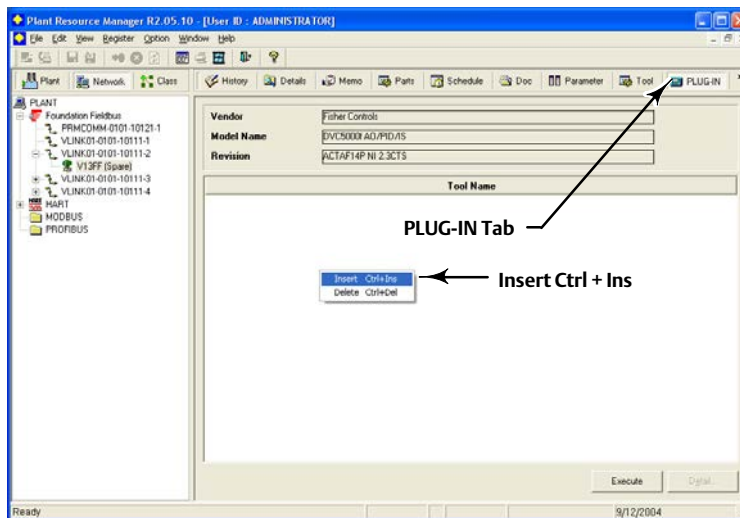 Plant Resource Manager R2.05.10 - [User ID : ADMINISTRATOR]
File Edit View Register Option Window Help
Plant Network Class History Details Memo Parts Schedule Doc Parameter Tool PLUG-IN
PLANT
Foundation Fieldbus
PRMCOMM-0101-10121-1
VLINK01-0101-10111-1
VLINK01-0101-10111-2
V13FF (Spare)
VLINK01-0101-10111-3
VLINK01-0101-10111-4
HART
MODBUS
PROFIBUS
Vendor Fisher Controls
Model Name DVC5000f AO/PID/IS
Revision ACTAF14P NI 2.3CTS
Tool Name
PLUG-IN Tab
Insert Ctrl+Ins
Delete Ctrl+Del
Insert Ctrl + Ins
Execute Detail...
Ready 9/12/2004